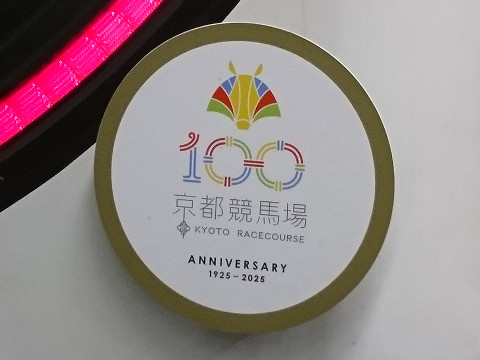 100
京都競馬場
KYOTO RACECOURSE
ANNIVERSARY
1925-2025